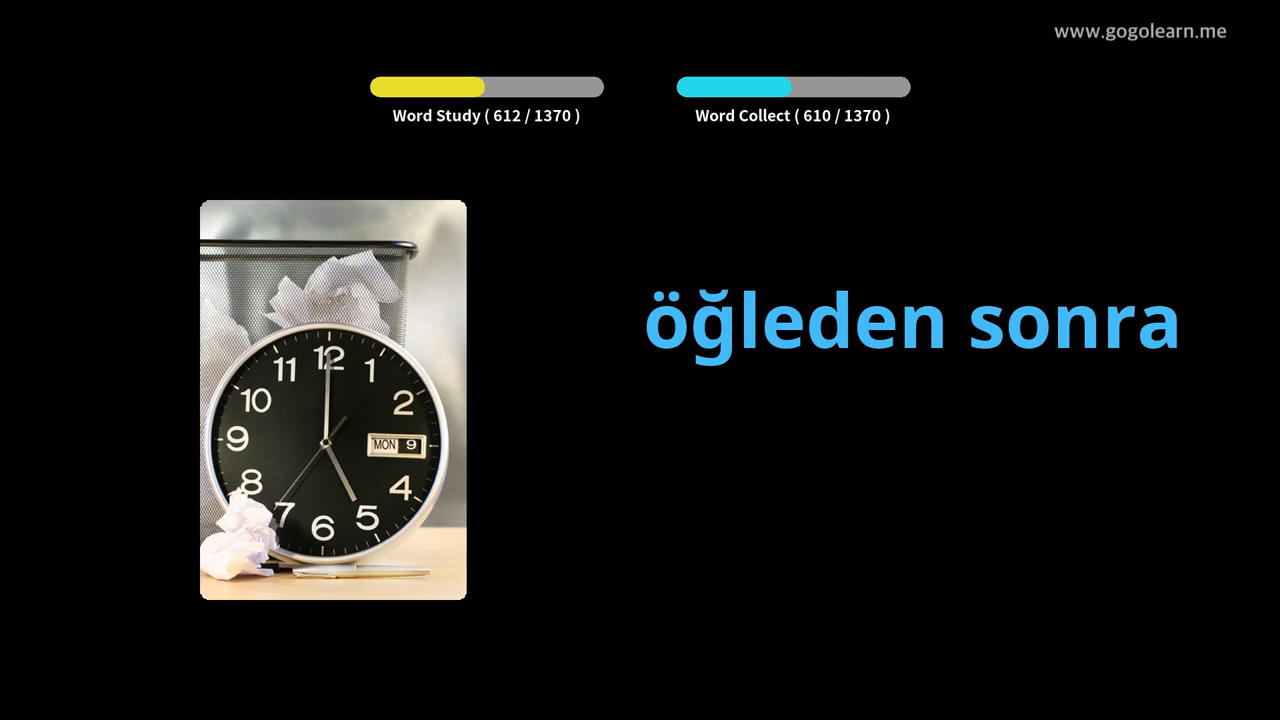 www.gogolearn.me
Word Study ( 612 / 1370 )
Word Collect ( 610 / 1370 )
öğleden sonra
12
11
1
10
2
9
MON 9
8
4
7
5
6